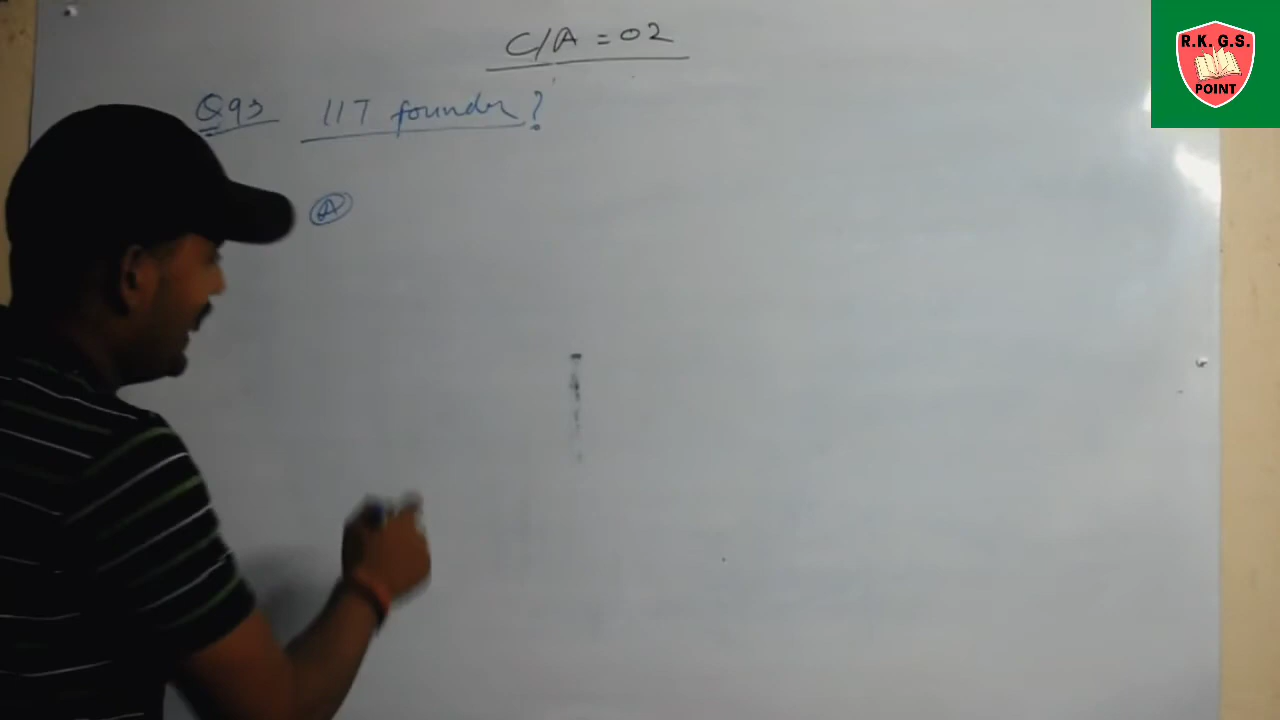 C/A = 02
Q93 IIT founder?
A
R.K. G.S.
POINT